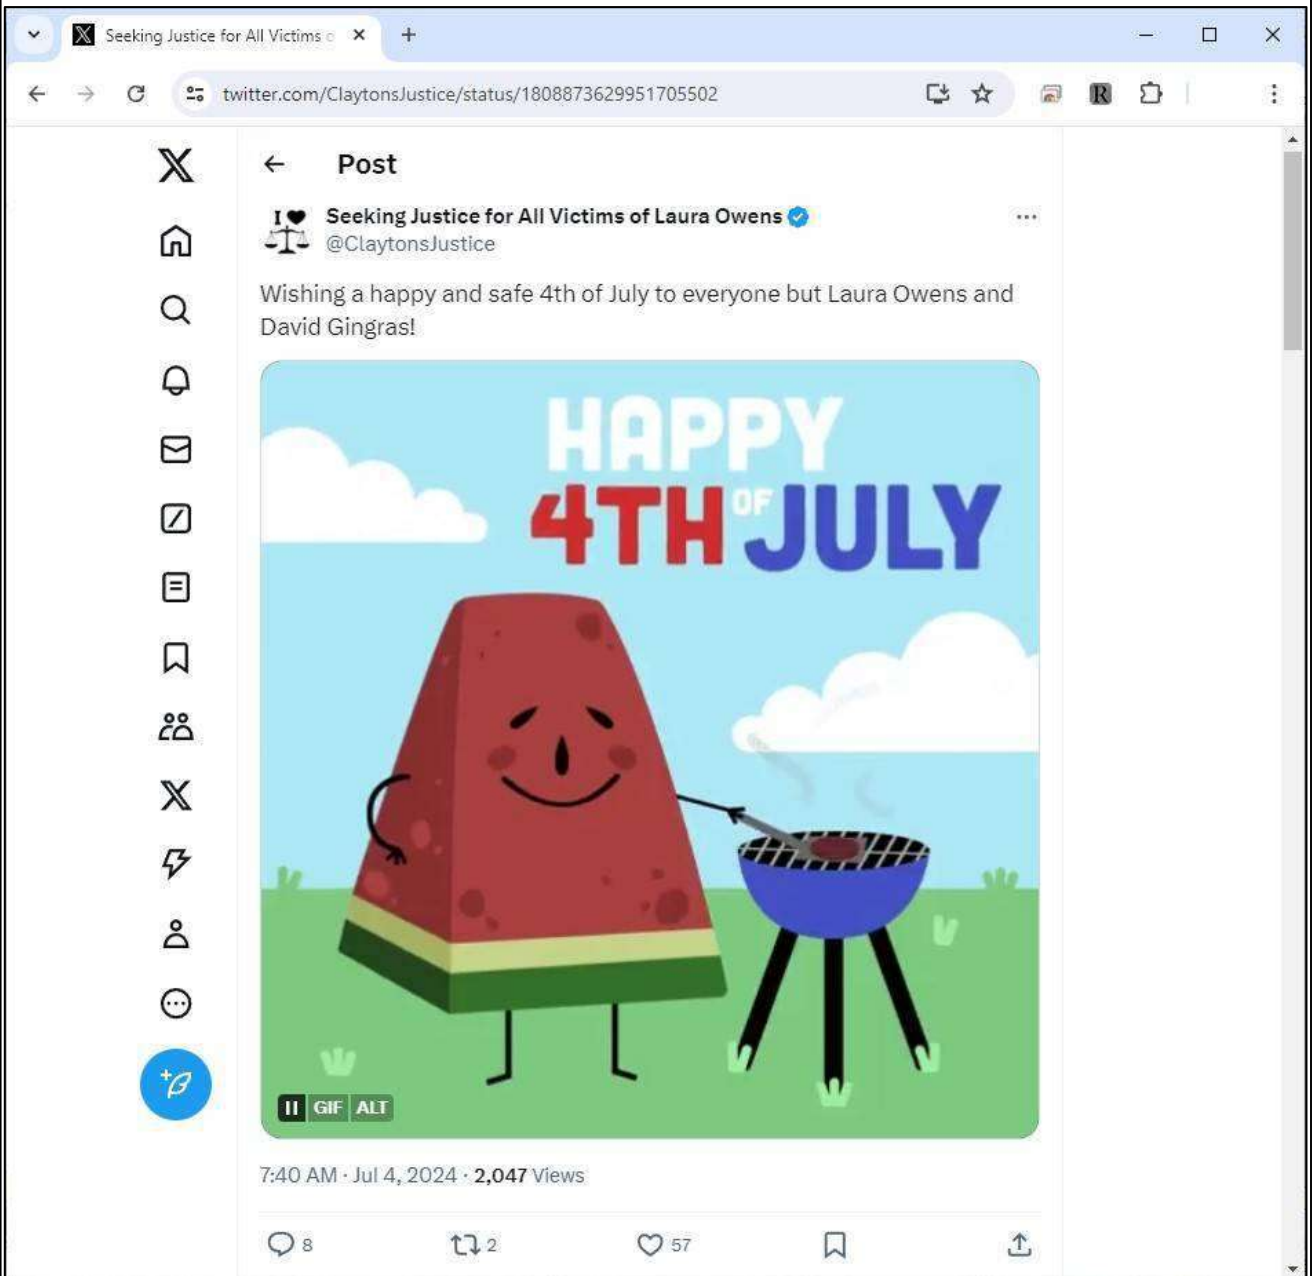 Seeking Justice for All Victims o
twitter.com/ClaytonsJustice/status/1808873629951705502
Post
I
Seeking Justice for All Victims of Laura Owens
@ClaytonsJustice
Wishing a happy and safe 4th of July to everyone but Laura Owens and
David Gingras!
HAPPY
4TH OF JULY
GIF ALT
7:40 AM · Jul 4, 2024 · 2,047 Views
8 2 57